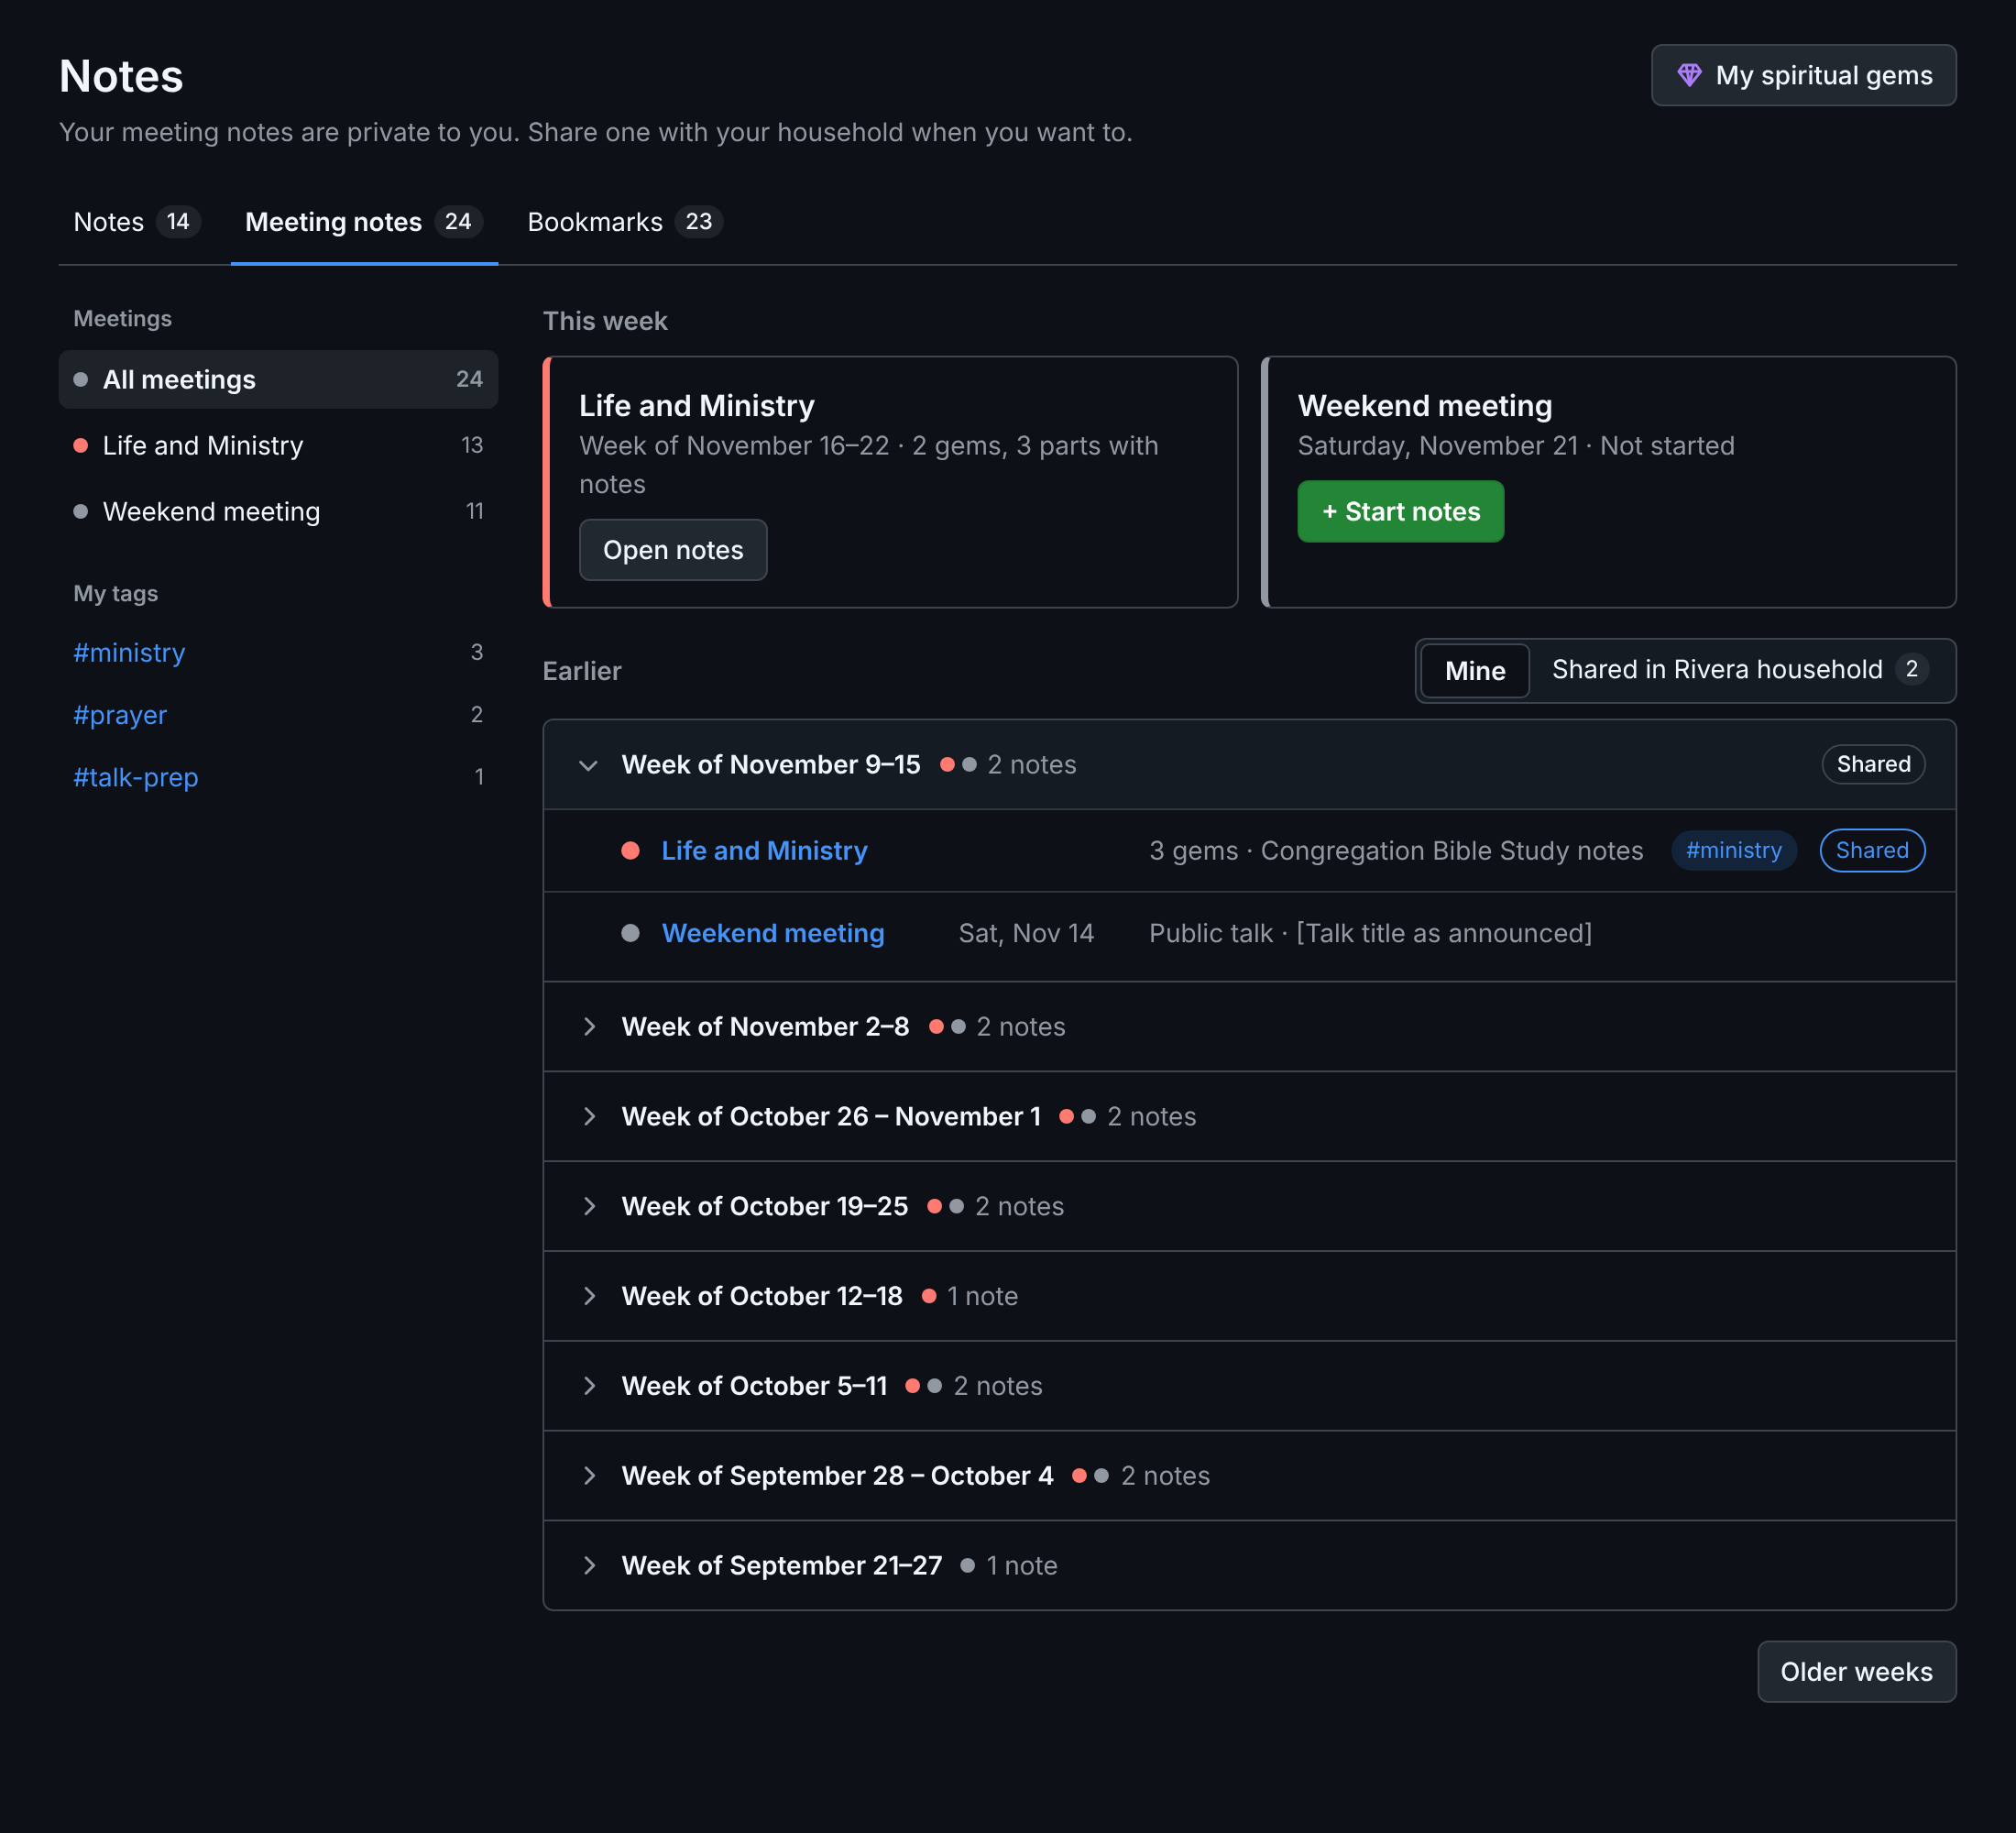 Notes
My spiritual gems
Your meeting notes are private to you. Share one with your household when you want to.
Notes 14 Meeting notes 24 Bookmarks 23
Meetings
All meetings 24
Life and Ministry 13
Weekend meeting 11
My tags
#ministry 3
#prayer 2
#talk-prep 1
This week
Life and Ministry
Week of November 16–22 · 2 gems, 3 parts with
notes
Open notes
Weekend meeting
Saturday, November 21 · Not started
+ Start notes
Earlier
Mine Shared in Rivera household 2
Week of November 9–15 2 notes Shared
Life and Ministry 3 gems · Congregation Bible Study notes #ministry Shared
Weekend meeting Sat, Nov 14 Public talk · [Talk title as announced]
Week of November 2–8 2 notes
Week of October 26 – November 1 2 notes
Week of October 19–25 2 notes
Week of October 12–18 1 note
Week of October 5–11 2 notes
Week of September 28 – October 4 2 notes
Week of September 21–27 1 note
Older weeks